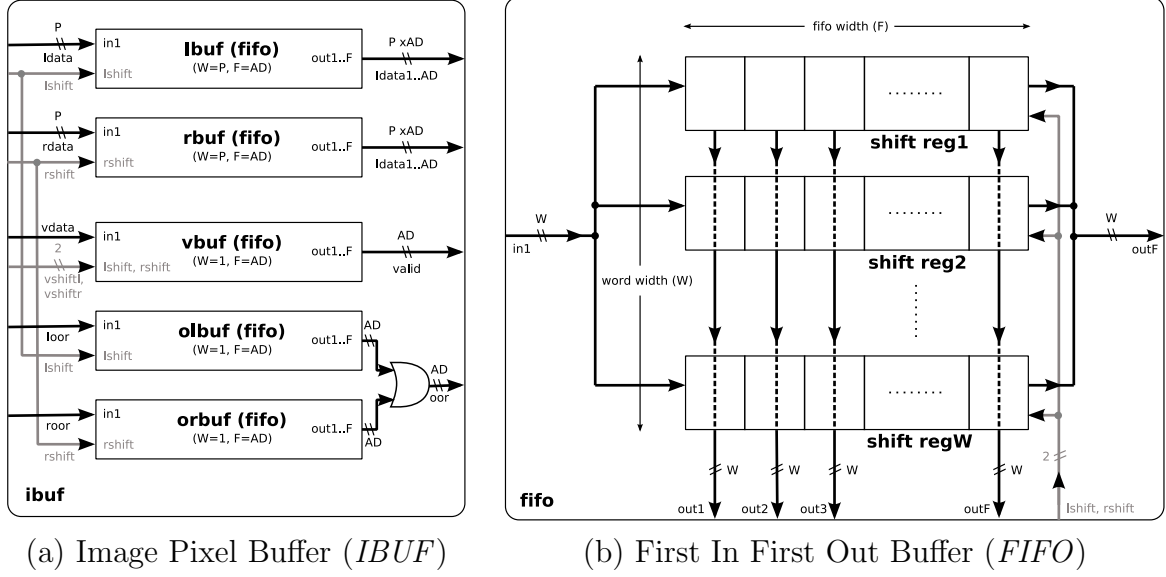 P
ldata
lshift
in1
lshift
lbuf (fifo)
(W=P, F=AD)
out1..F
P xAD
ldata1..AD
P
rdata
rshift
in1
rshift
rbuf (fifo)
(W=P, F=AD)
out1..F
P xAD
ldata1..AD
vdata
2
vshiftl,
vshiftr
in1
lshift, rshift
vbuf (fifo)
(W=1, F=AD)
out1..F
AD
valid
loor
lshift
in1
lshift
olbuf (fifo)
(W=1, F=AD)
out1..F
AD
AD
oor
roor
rshift
in1
rshift
orbuf (fifo)
(W=1, F=AD)
out1..F
AD
ibuf
(a) Image Pixel Buffer (IBUF)
fifo width (F)
........
shift reg1
W
in1
........
shift reg2
W
outF
word width (W)
........
shift regW
W
W
W
W
2
out1
out2
out3
outF
lshift, rshift
fifo
(b) First In First Out Buffer (FIFO)